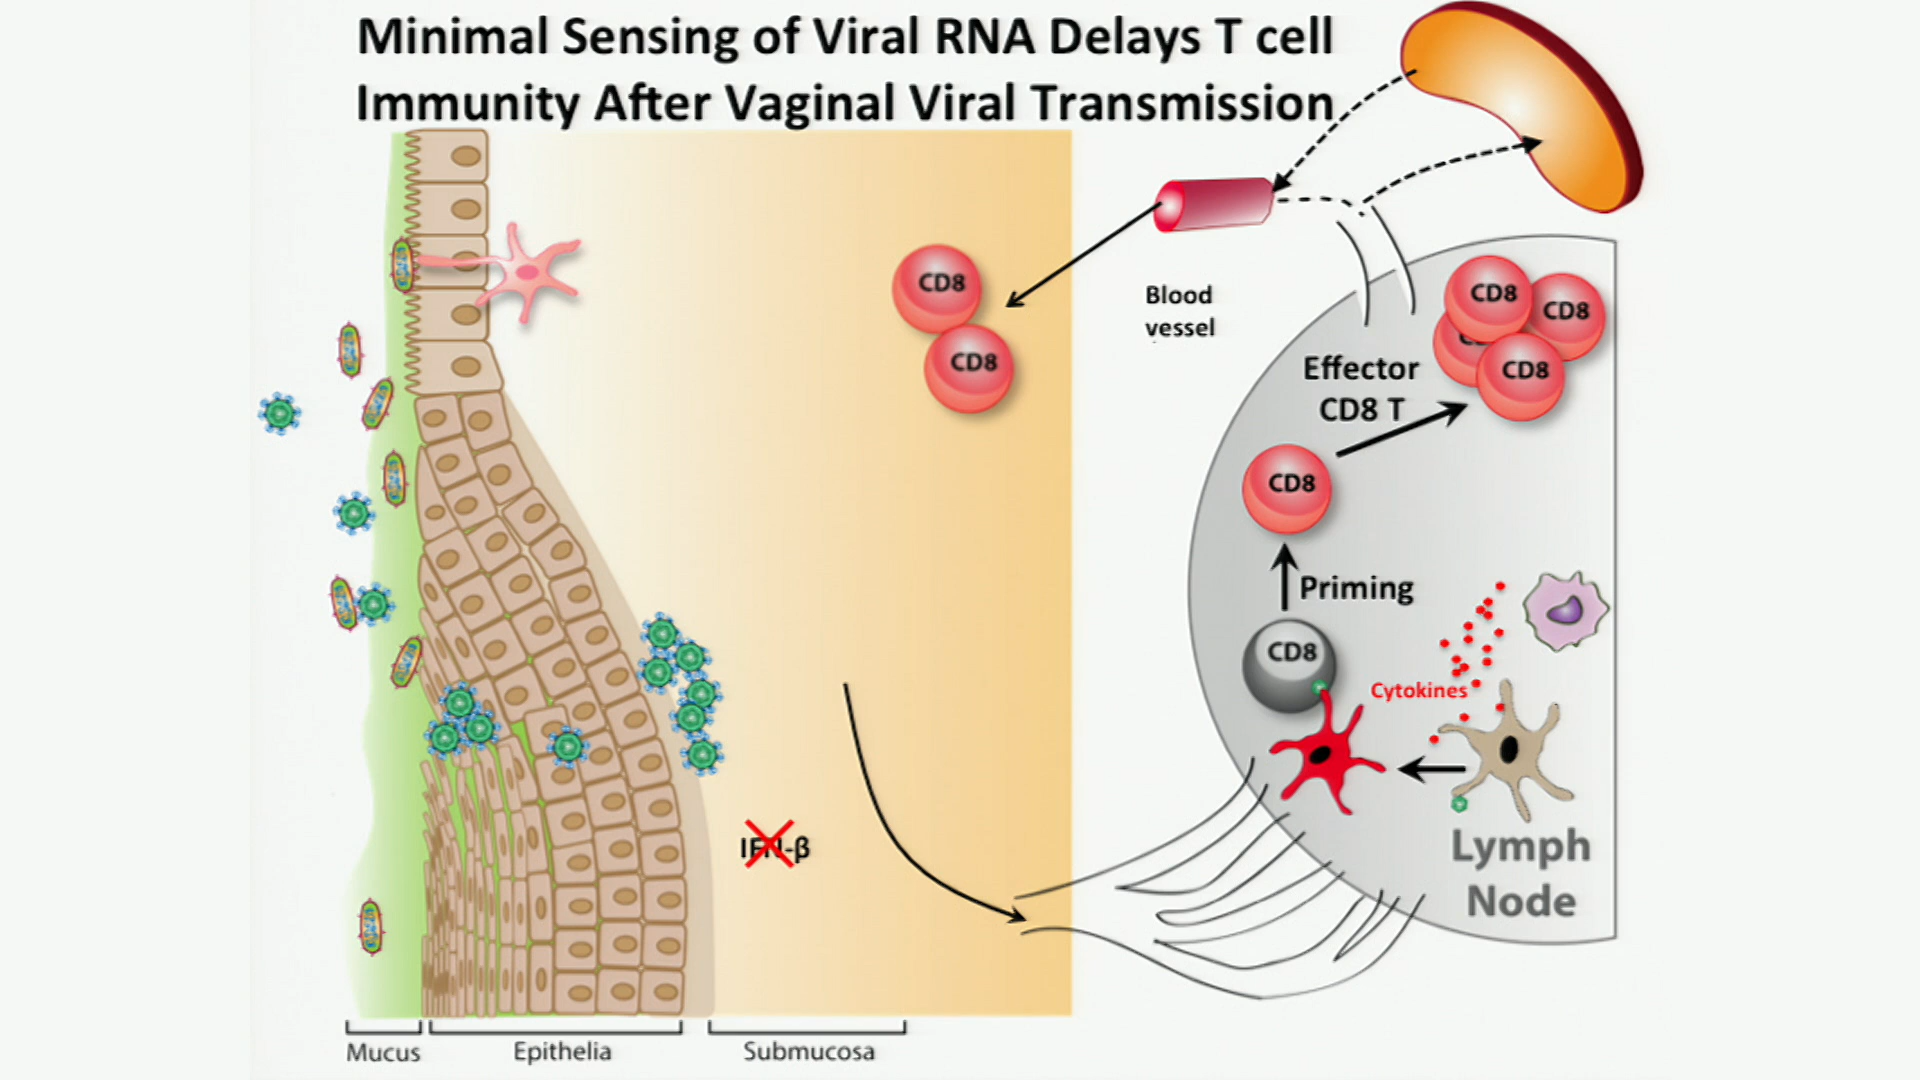 Minimal Sensing of Viral RNA Delays T cell
Immunity After Vaginal Viral Transmission
CD8
CD8
Blood
vessel
CD8
CD8
CD8
Effector
CD8 T
CD8
Priming
CD8
Cytokines
IFN-β
Lymph
Node
Mucus
Epithelia
Submucosa